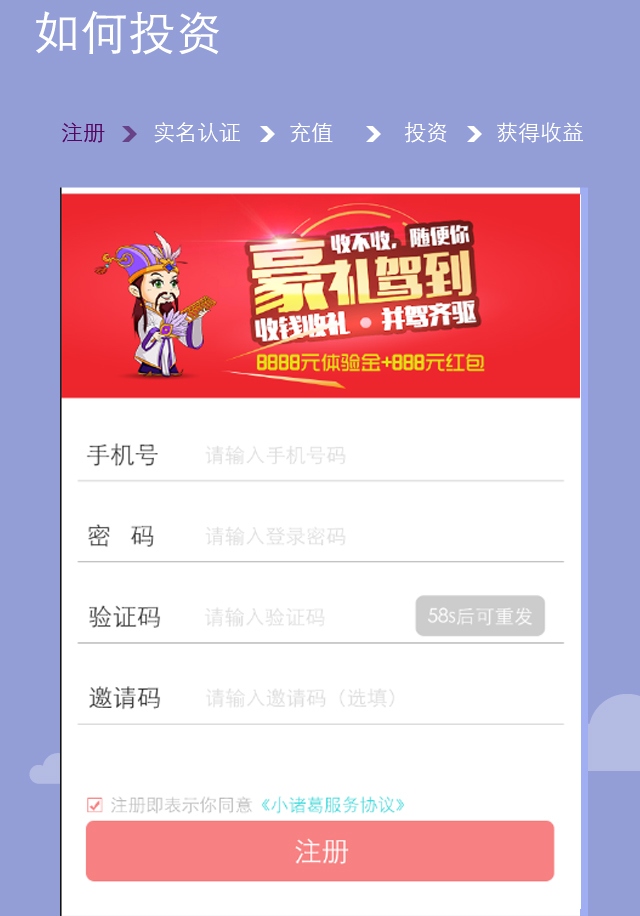 如何投资
注册 实名认证 充值 投资 获得收益
收不收，随便你
豪礼驾到
收钱收礼 · 并驾齐驱
8888元体验金+888元红包
手机号 请输入手机号码
密 码 请输入登录密码
验证码 请输入验证码 58s后可重发
邀请码 请输入邀请码（选填）
注册即表示你同意《小诸葛服务协议》
注册